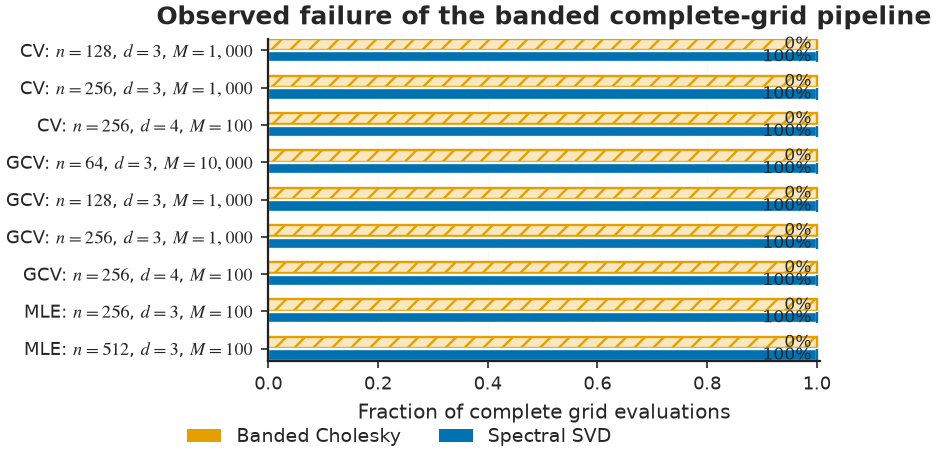 Observed failure of the banded complete-grid pipeline
CV: n = 128, d = 3, M = 1,000
0%
100%
CV: n = 256, d = 3, M = 1,000
0%
100%
CV: n = 256, d = 4, M = 100
0%
100%
GCV: n = 64, d = 3, M = 10,000
0%
100%
GCV: n = 128, d = 3, M = 1,000
0%
100%
GCV: n = 256, d = 3, M = 1,000
0%
100%
GCV: n = 256, d = 4, M = 100
0%
100%
MLE: n = 256, d = 3, M = 100
0%
100%
MLE: n = 512, d = 3, M = 100
0%
100%
0.0 0.2 0.4 0.6 0.8 1.0
Fraction of complete grid evaluations
Banded Cholesky Spectral SVD